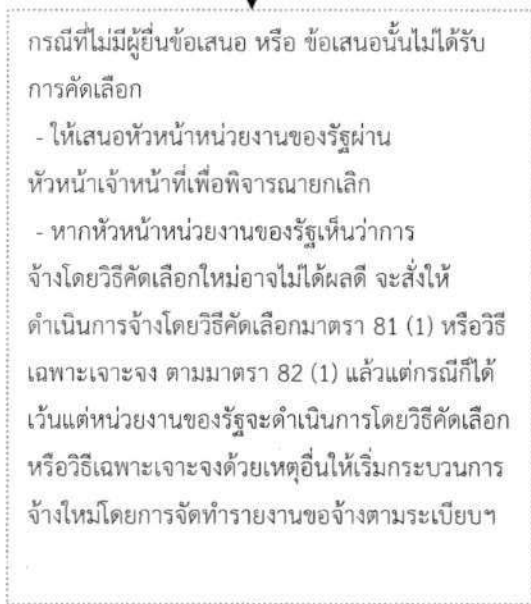 กรณีที่ไม่มีผู้ยื่นข้อเสนอ หรือ ข้อเสนอนั้นไม่ได้รับ
การคัดเลือก
- ให้เสนอหัวหน้าหน่วยงานของรัฐผ่าน
หัวหน้าเจ้าหน้าที่เพื่อพิจารณายกเลิก
- หากหัวหน้าหน่วยงานของรัฐเห็นว่าการ
จ้างโดยวิธีคัดเลือกใหม่อาจไม่ได้ผลดี จะสั่งให้
ดำเนินการจ้างโดยวิธีคัดเลือกมาตรา 81 (1) หรือวิธี
เฉพาะเจาะจง ตามมาตรา 82 (1) แล้วแต่กรณีก็ได้
เว้นแต่หน่วยงานของรัฐจะดำเนินการโดยวิธีคัดเลือก
หรือวิธีเฉพาะเจาะจงด้วยเหตุอื่นให้เริ่มกระบวนการ
จ้างใหม่โดยการจัดทำรายงานขอจ้างตามระเบียบฯ